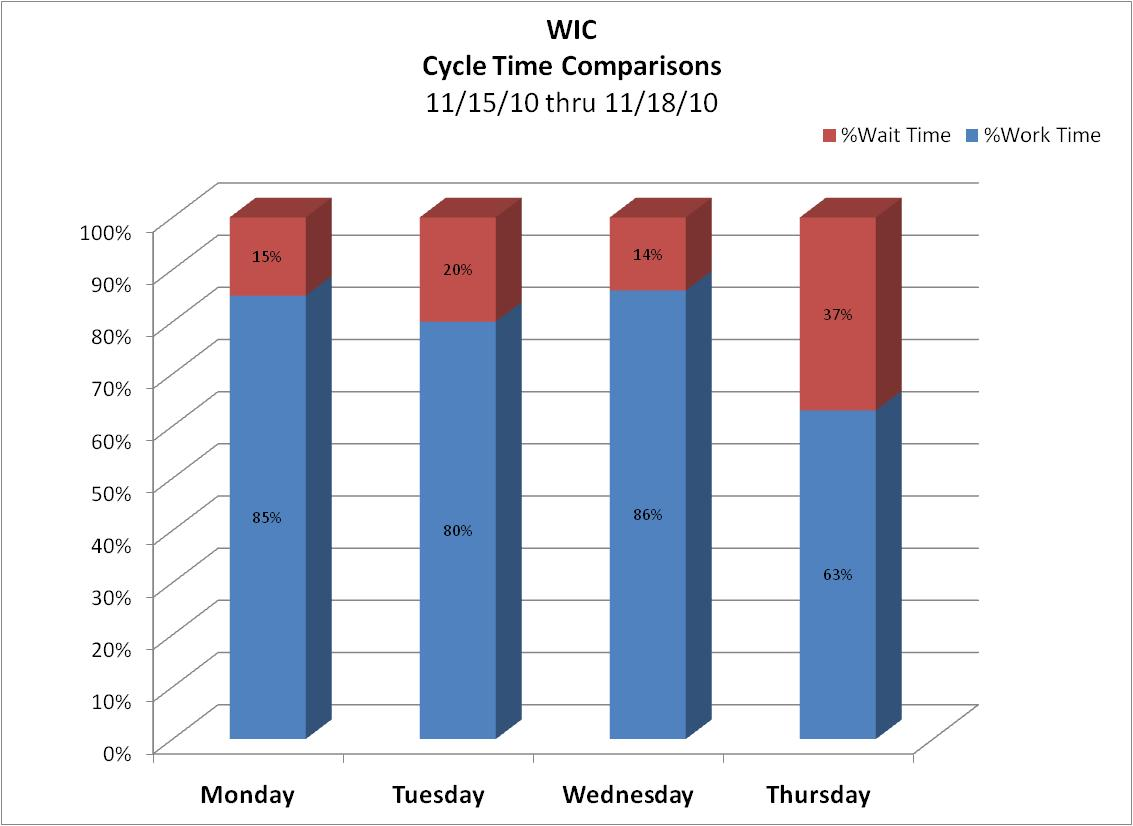 WIC
Cycle Time Comparisons
11/15/10 thru 11/18/10
%Wait Time %Work Time
100%
90%
80%
70%
60%
50%
40%
30%
20%
10%
0%
15% 20% 14% 37%
85% 80% 86% 63%
Monday Tuesday Wednesday Thursday